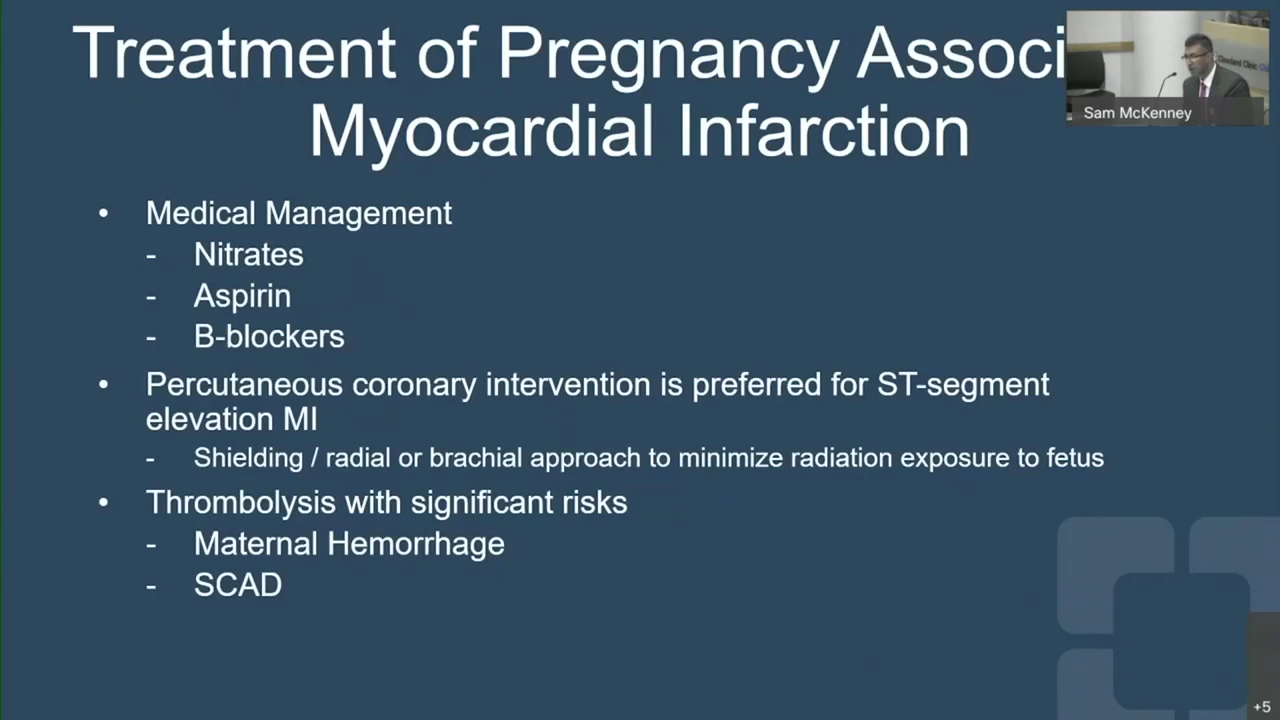 Treatment of Pregnancy Associ
Myocardial Infarction
Cleveland Clinic
Sam McKenney
• Medical Management
- Nitrates
- Aspirin
- B-blockers
• Percutaneous coronary intervention is preferred for ST-segment
elevation MI
- Shielding / radial or brachial approach to minimize radiation exposure to fetus
• Thrombolysis with significant risks
- Maternal Hemorrhage
- SCAD
+5